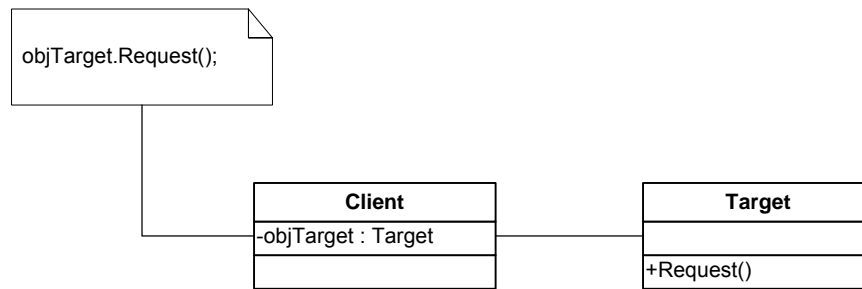 objTarget.Request();
Client
-objTarget : Target
Target
+Request()